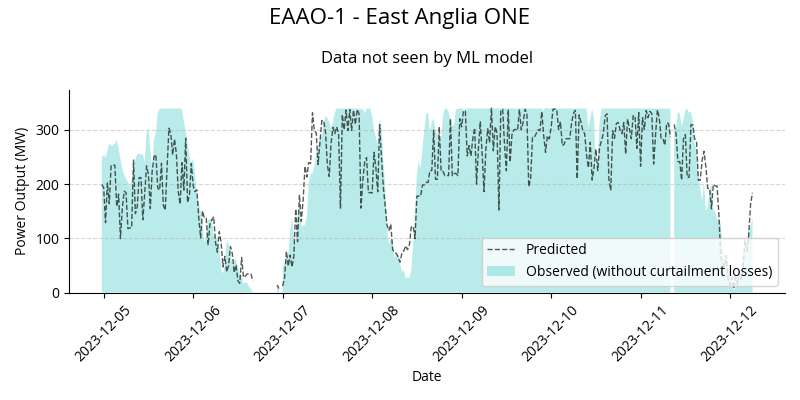 EAAO-1 - East Anglia ONE
Data not seen by ML model
Power Output (MW)
300
200
100
0
Predicted
Observed (without curtailment losses)
2023-12-05
2023-12-06
2023-12-07
2023-12-08
2023-12-09
2023-12-10
2023-12-11
2023-12-12
Date